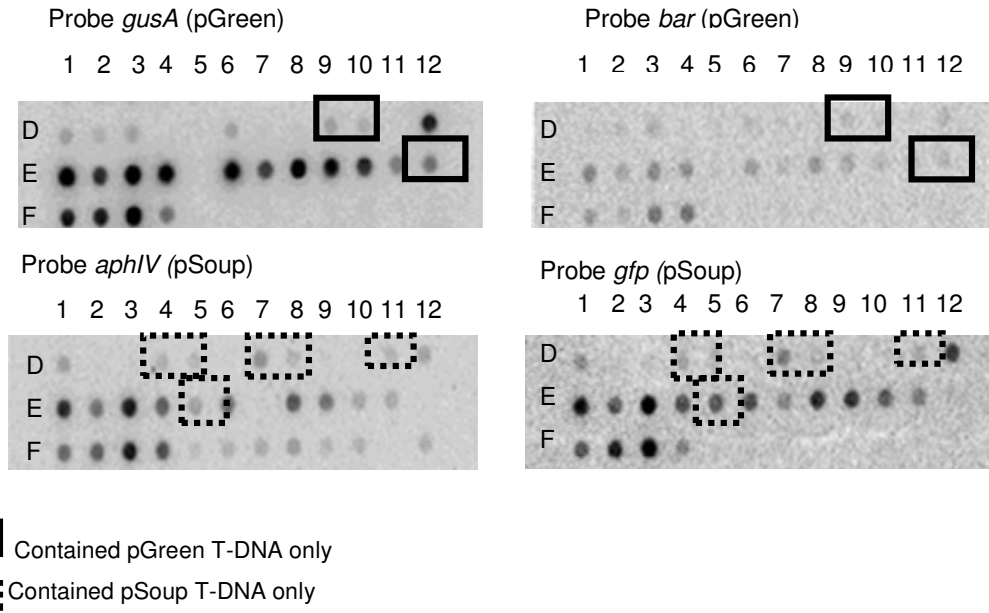 Probe gusA (pGreen)
1 2 3 4 5 6 7 8 9 10 11 12
D
E
F
Probe bar (pGreen)
1 2 3 4 5 6 7 8 9 10 11 12
D
E
F
Probe aphIV (pSoup)
1 2 3 4 5 6 7 8 9 10 11 12
D
E
F
Probe gfp (pSoup)
1 2 3 4 5 6 7 8 9 10 11 12
D
E
F
Contained pGreen T-DNA only
Contained pSoup T-DNA only